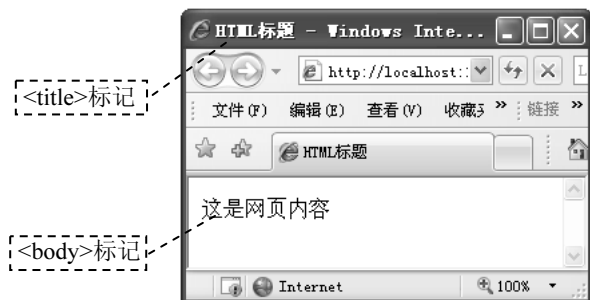 HTML标题 - Windows Inte...
http://localhost:
<title>标记
文件(F) 编辑(E) 查看(V) 收藏 » 链接 »
HTML标题
这是网页内容
<body>标记
Internet 100%